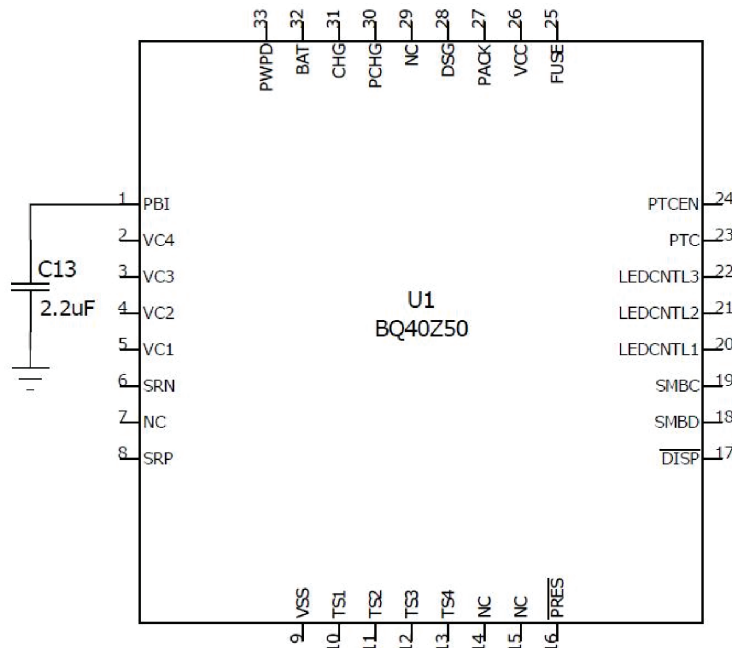 33 32 31 30 29 28 27 26 25
PWPD BAT CHG PCHG NC DSG PACK VCC FUSE
1 PBI
2 VC4
3 VC3
4 VC2
5 VC1
6 SRN
7 NC
8 SRP
C13
2.2uF
U1
BQ40Z50
PTCEN 24
PTC 23
LEDCNTL3 22
LEDCNTL2 21
LEDCNTL1 20
SMBC 19
SMBD 18
DISP 17
VSS TS1 TS2 TS3 TS4 NC NC PRES
9 10 11 12 13 14 15 16